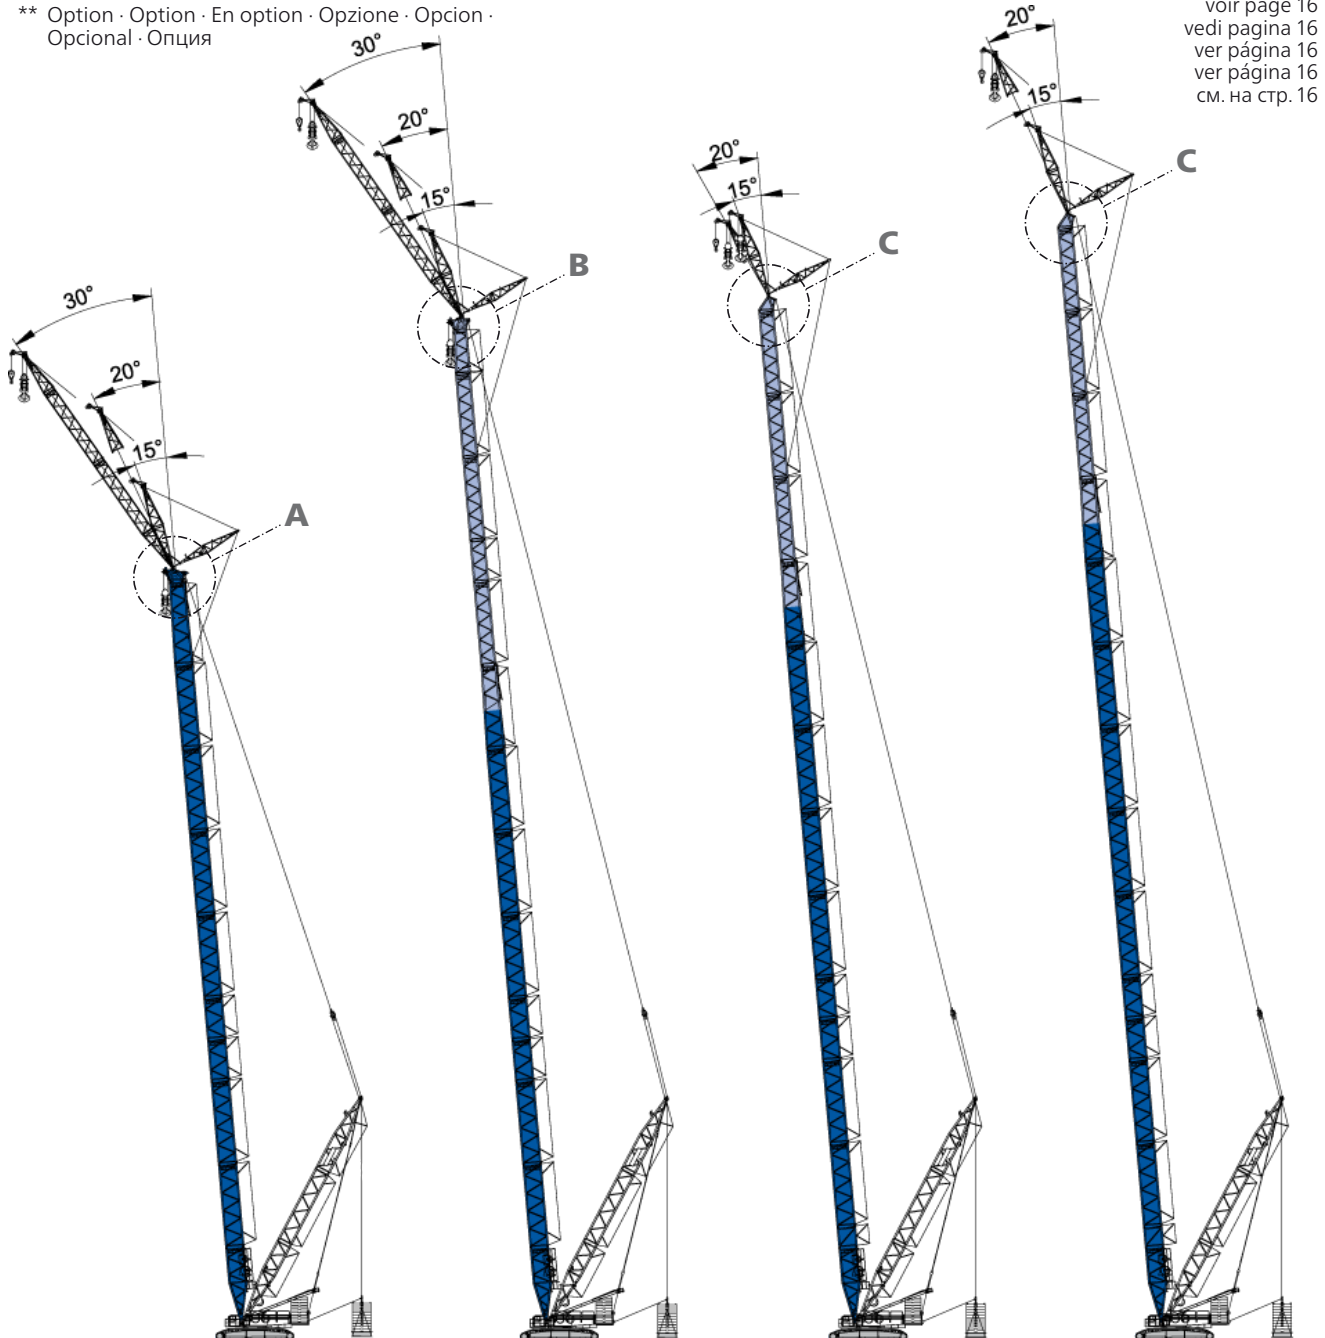 ** Option · Option · En option · Opzione · Opcion ·
Opcional · Опция
voir page 16
vedi pagina 16
ver página 16
ver página 16
см. на стр. 16
30°
20°
15°
A
30°
20°
15°
B
20°
15°
C
20°
15°
C